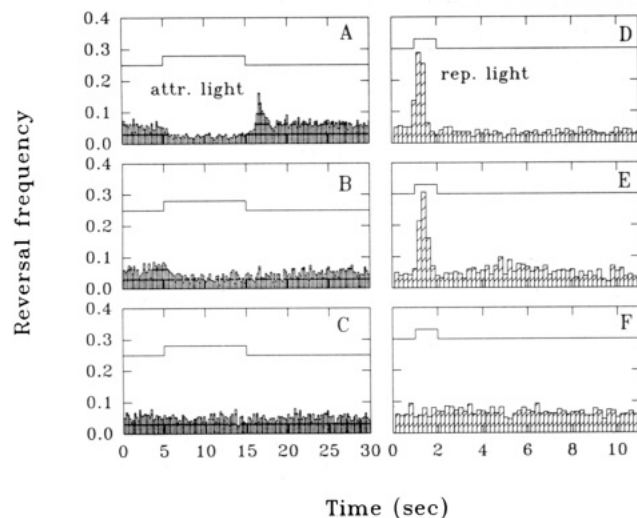 0.4
0.3
0.2
0.1
0.0
A
attr. light
D
rep. light
0.4
0.3
0.2
0.1
0.0
B
E
0.4
0.3
0.2
0.1
0.0
C
F
0 5 10 15 20 25 30
0 2 4 6 8 10
Reversal frequency
Time (sec)